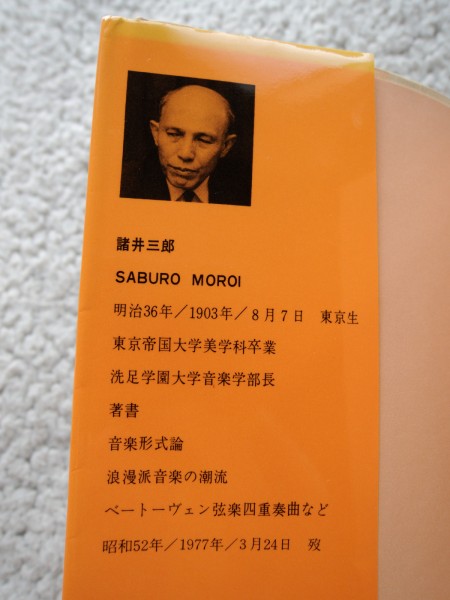 諸井三郎
SABURO MOROI
明治36年／1903年／8月7日　東京生
東京帝国大学美学科卒業
洗足学園大学音楽学部長
著書
音楽形式論
浪漫派音楽の潮流
ベートーヴェン弦楽四重奏曲など
昭和52年／1977年／3月24日　歿